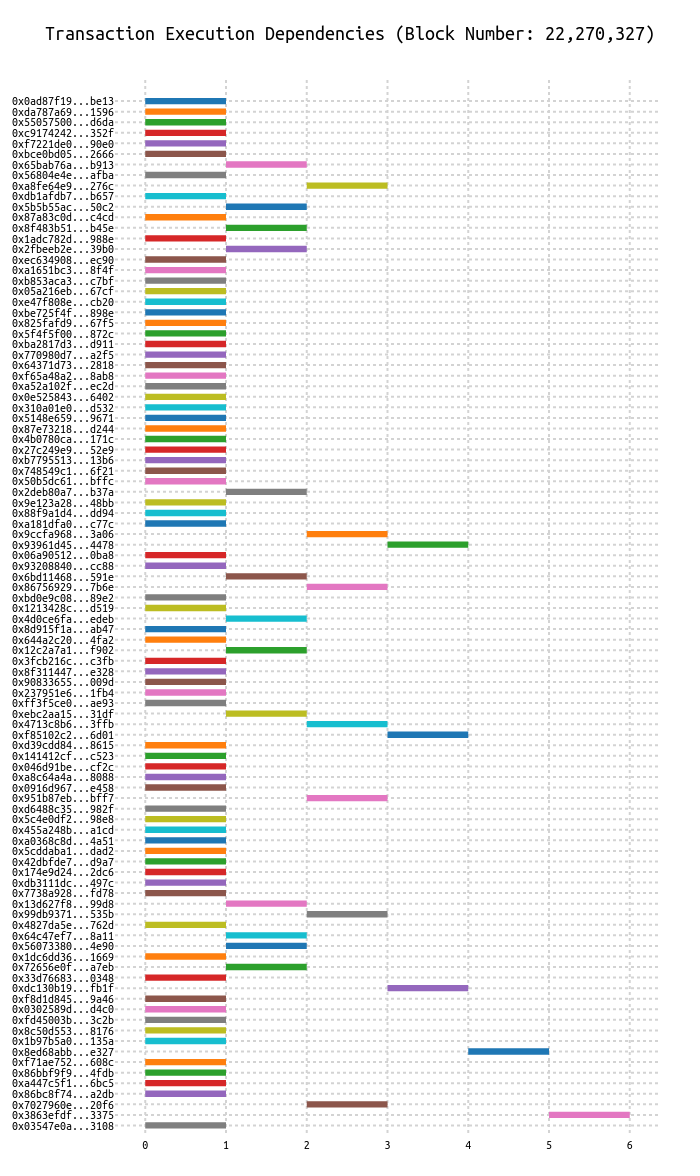 Transaction Execution Dependencies (Block Number: 22,270,327)
0x0ad87f19...be13
0xda787a69...1596
0x55057500...d6da
0xc9174242...352f
0xf7221de0...90e0
0xbce0bd05...2666
0x65bab76a...b913
0x56804e4e...afba
0xa8fe64e9...276c
0xdb1afdb7...b657
0x5b5b55ac...50c2
0x87a83c0d...c4cd
0x8f483b51...b45e
0x1adc782d...988e
0x2fbeeb2e...39b0
0xec634908...ec90
0xa1651bc3...8f4f
0xb853aca3...c7bf
0x05a216eb...67cf
0xe47f808e...cb20
0xbe725f4f...898e
0x825fafd9...67f5
0x5f4f5f00...872c
0xba2817d3...d911
0x770980d7...a2f5
0x64371d73...2818
0xf65a48a2...8ab8
0xa52a102f...ec2d
0x0e525843...6402
0x310a01e0...d532
0x5148e659...9671
0x87e73218...d244
0x4b0780ca...171c
0x27c249e9...52e9
0xb7795513...13b6
0x748549c1...6f21
0x50b5dc61...bffc
0x2deb80a7...b37a
0x9e123a28...48bb
0x88f9a1d4...dd94
0xa181dfa0...c77c
0x9ccfa968...3a06
0x93961d45...4478
0x06a90512...0ba8
0x93208840...cc88
0x6bd11468...591e
0x86756929...7b6e
0xbd0e9c08...89e2
0x1213428c...d519
0x4d0ce6fa...edeb
0x8d915f1a...ab47
0x644a2c20...4fa2
0x12c2a7a1...f902
0x3fcb216c...c3fb
0x8f311447...e328
0x90833655...009d
0x237951e6...1fb4
0xff3f5ce0...ae93
0xebc2aa15...31df
0x4713c8b6...3ffb
0xf85102c2...6d01
0xd39cdd84...8615
0x141412cf...c523
0x046d91be...cf2c
0xa8c64a4a...8088
0x0916d967...e458
0x951b87eb...bff7
0xd6488c35...982f
0x5c4e0df2...98e8
0x455a248b...a1cd
0xa0368c8d...4a51
0x5cddaba1...dad2
0x42dbfde7...d9a7
0x174e9d24...2dc6
0xdb3111dc...497c
0x7738a928...fd78
0x13d627f8...99d8
0x99db9371...535b
0x4827da5e...762d
0x64c47ef7...8a11
0x56073380...4e90
0x1dc6dd36...1669
0x72656e0f...a7eb
0x33d76683...0348
0xdc130b19...fb1f
0xf8d1d845...9a46
0x0302589d...d4c0
0xfd45003b...3c2b
0x8c50d553...8176
0x1b97b5a0...135a
0x8ed68abb...e327
0xf71ae752...608c
0x86bbf9f9...4fdb
0xa447c5f1...6bc5
0x86bc8f74...a2db
0x7027960e...20f6
0x3863efdf...3375
0x03547e0a...3108
0 1 2 3 4 5 6